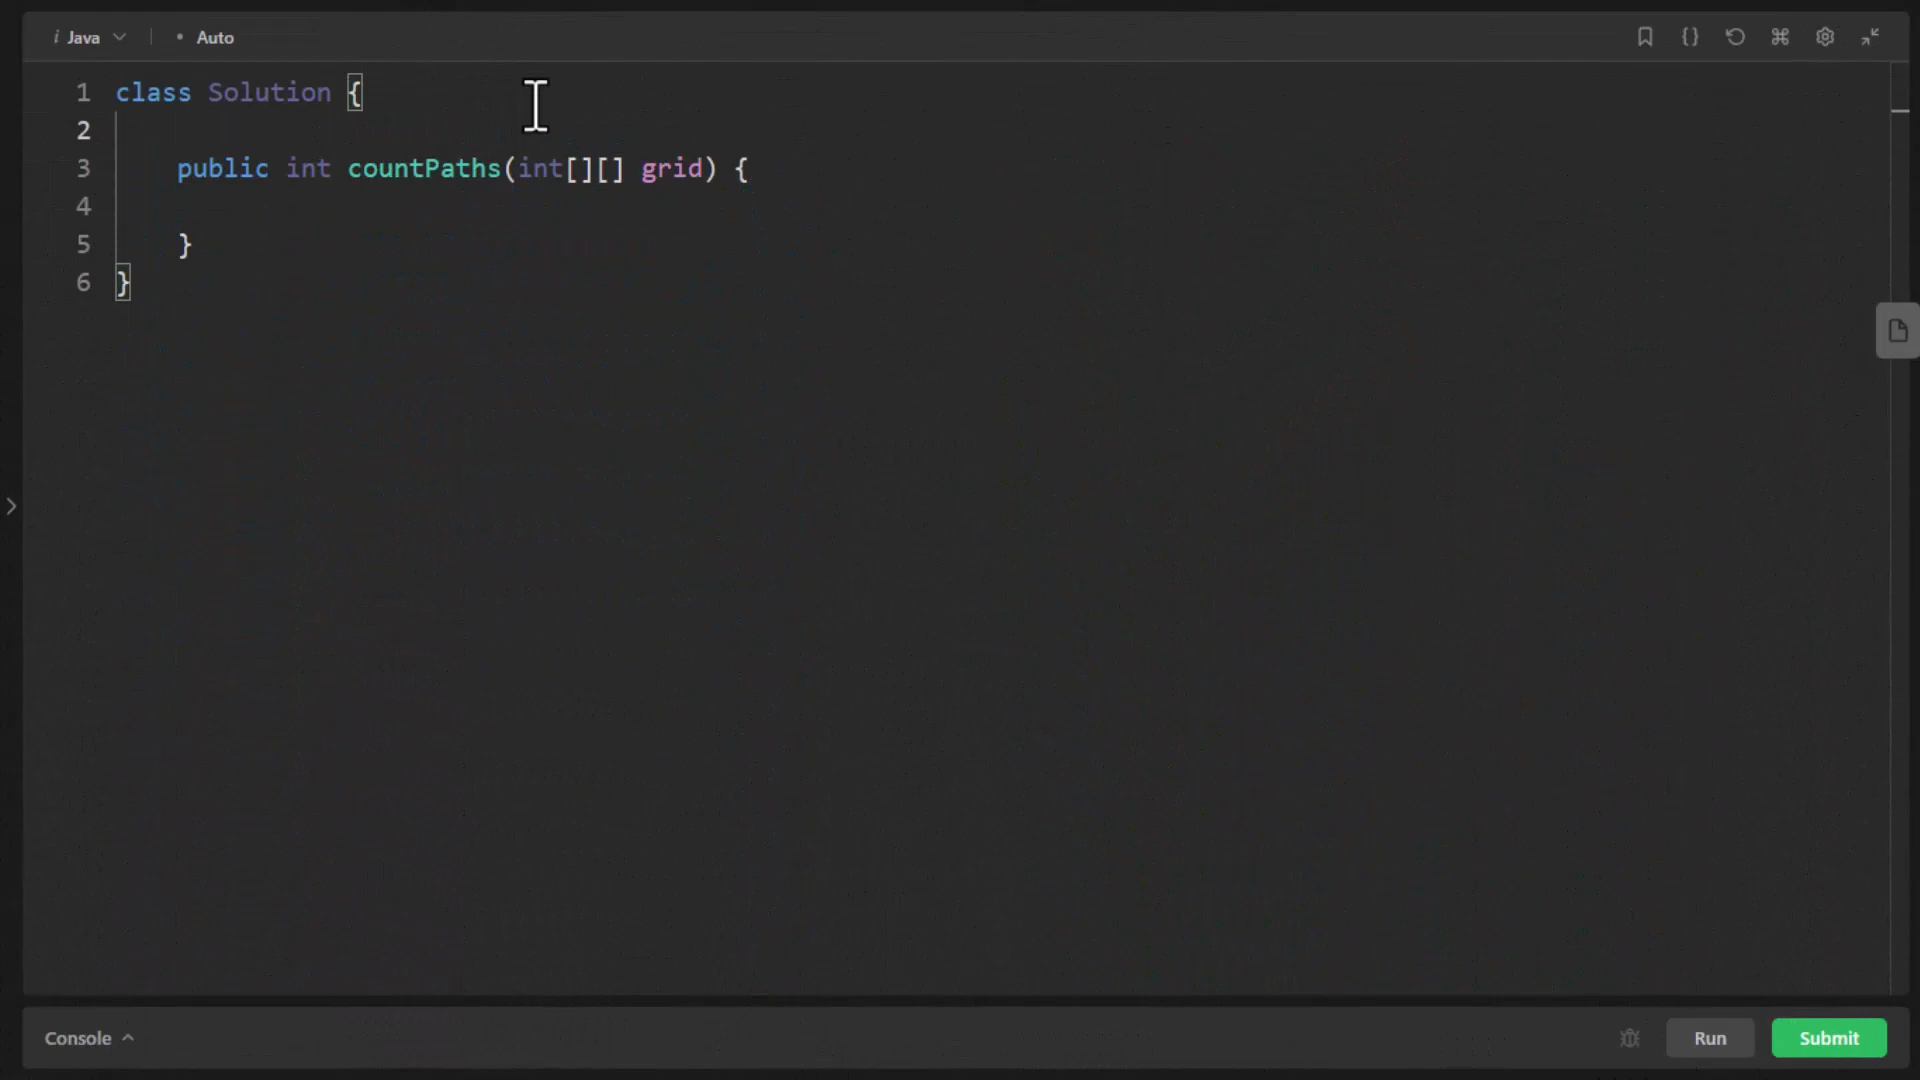 i Java • Auto
1 class Solution {
2
3 public int countPaths(int[][] grid) {
4
5 }
6 }
Console Run Submit